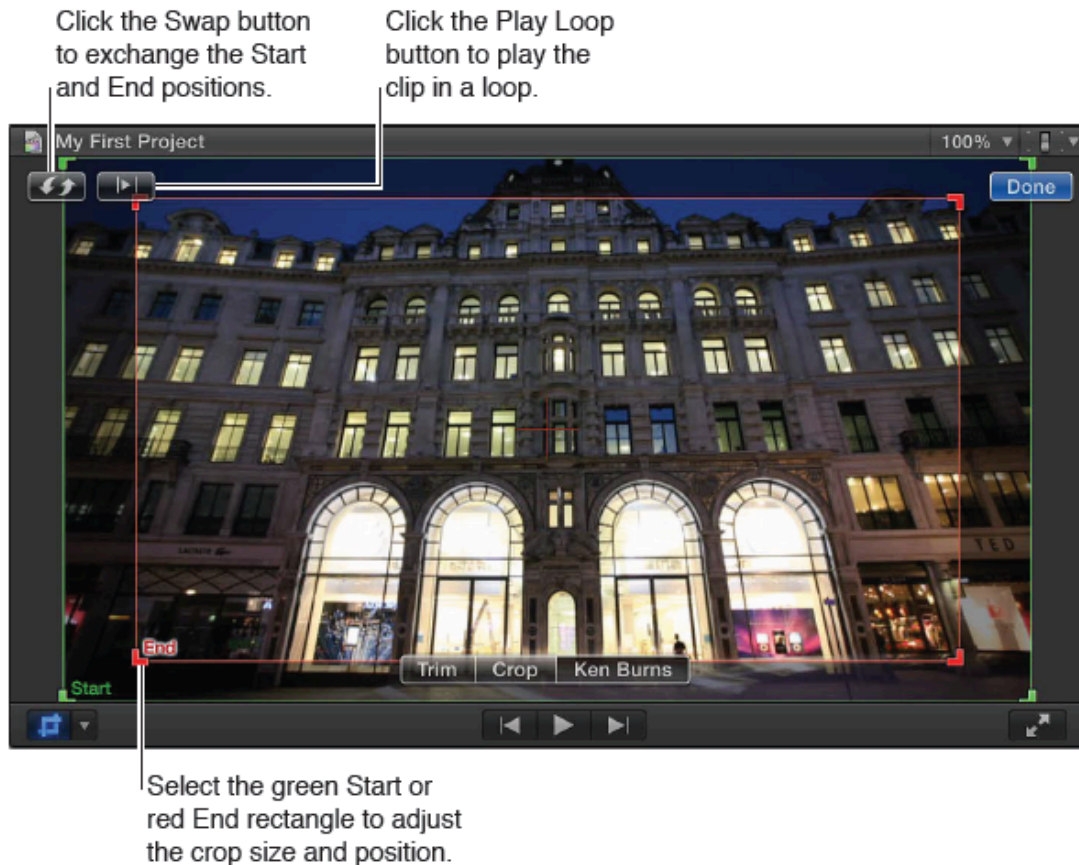 Click the Swap button
to exchange the Start
and End positions.
Click the Play Loop
button to play the
clip in a loop.
My First Project
100%
Done
TED
End
Trim Crop Ken Burns
Start
Select the green Start or
red End rectangle to adjust
the crop size and position.